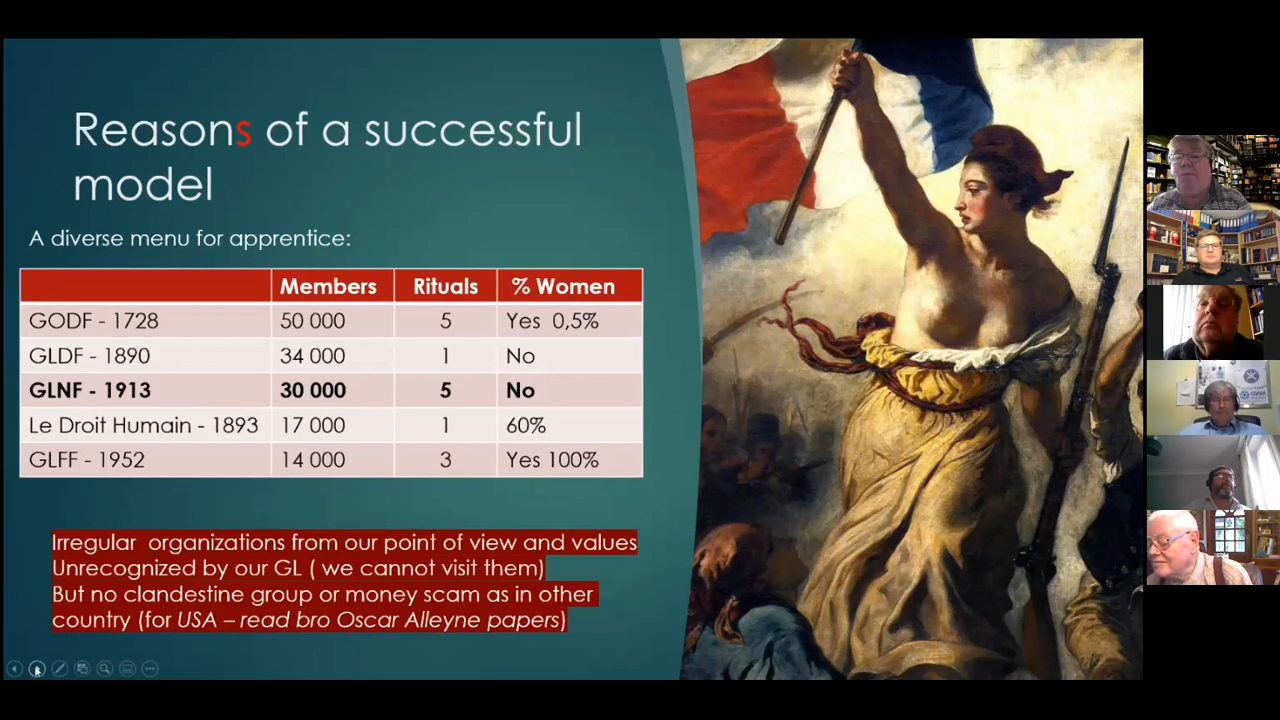 Reasons of a successful
model
A diverse menu for apprentice:
Members Rituals % Women
GODF - 1728 50 000 5 Yes 0,5%
GLDF - 1890 34 000 1 No
GLNF - 1913 30 000 5 No
Le Droit Humain - 1893 17 000 1 60%
GLFF - 1952 14 000 3 Yes 100%
Irregular organizations from our point of view and values
Unrecognized by our GL ( we cannot visit them)
But no clandestine group or money scam as in other
country (for USA – read bro Oscar Alleyne papers)